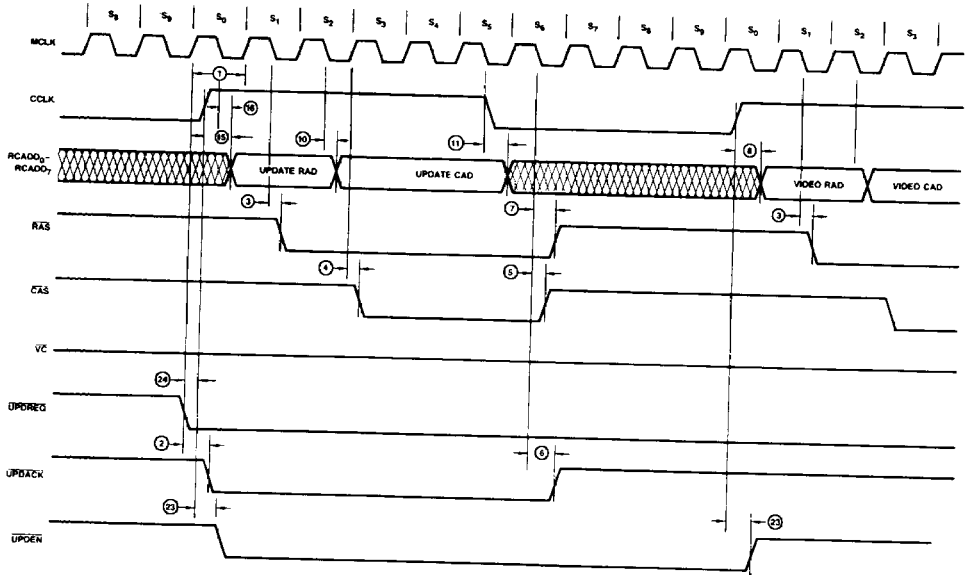 S8 S9 S0 S1 S2 S3 S4 S5 S6 S7 S8 S9 S0 S1 S2 S3
MCLK
1
CCLK
16
15 10 11 8
RCADD0-
RCADD7
UPDATE RAD UPDATE CAD VIDEO RAD VIDEO CAD
3 7 3
RAS
4 5
CAS
VC
24
UPDREQ
2 6
UPDACK
23 23
UPDEN